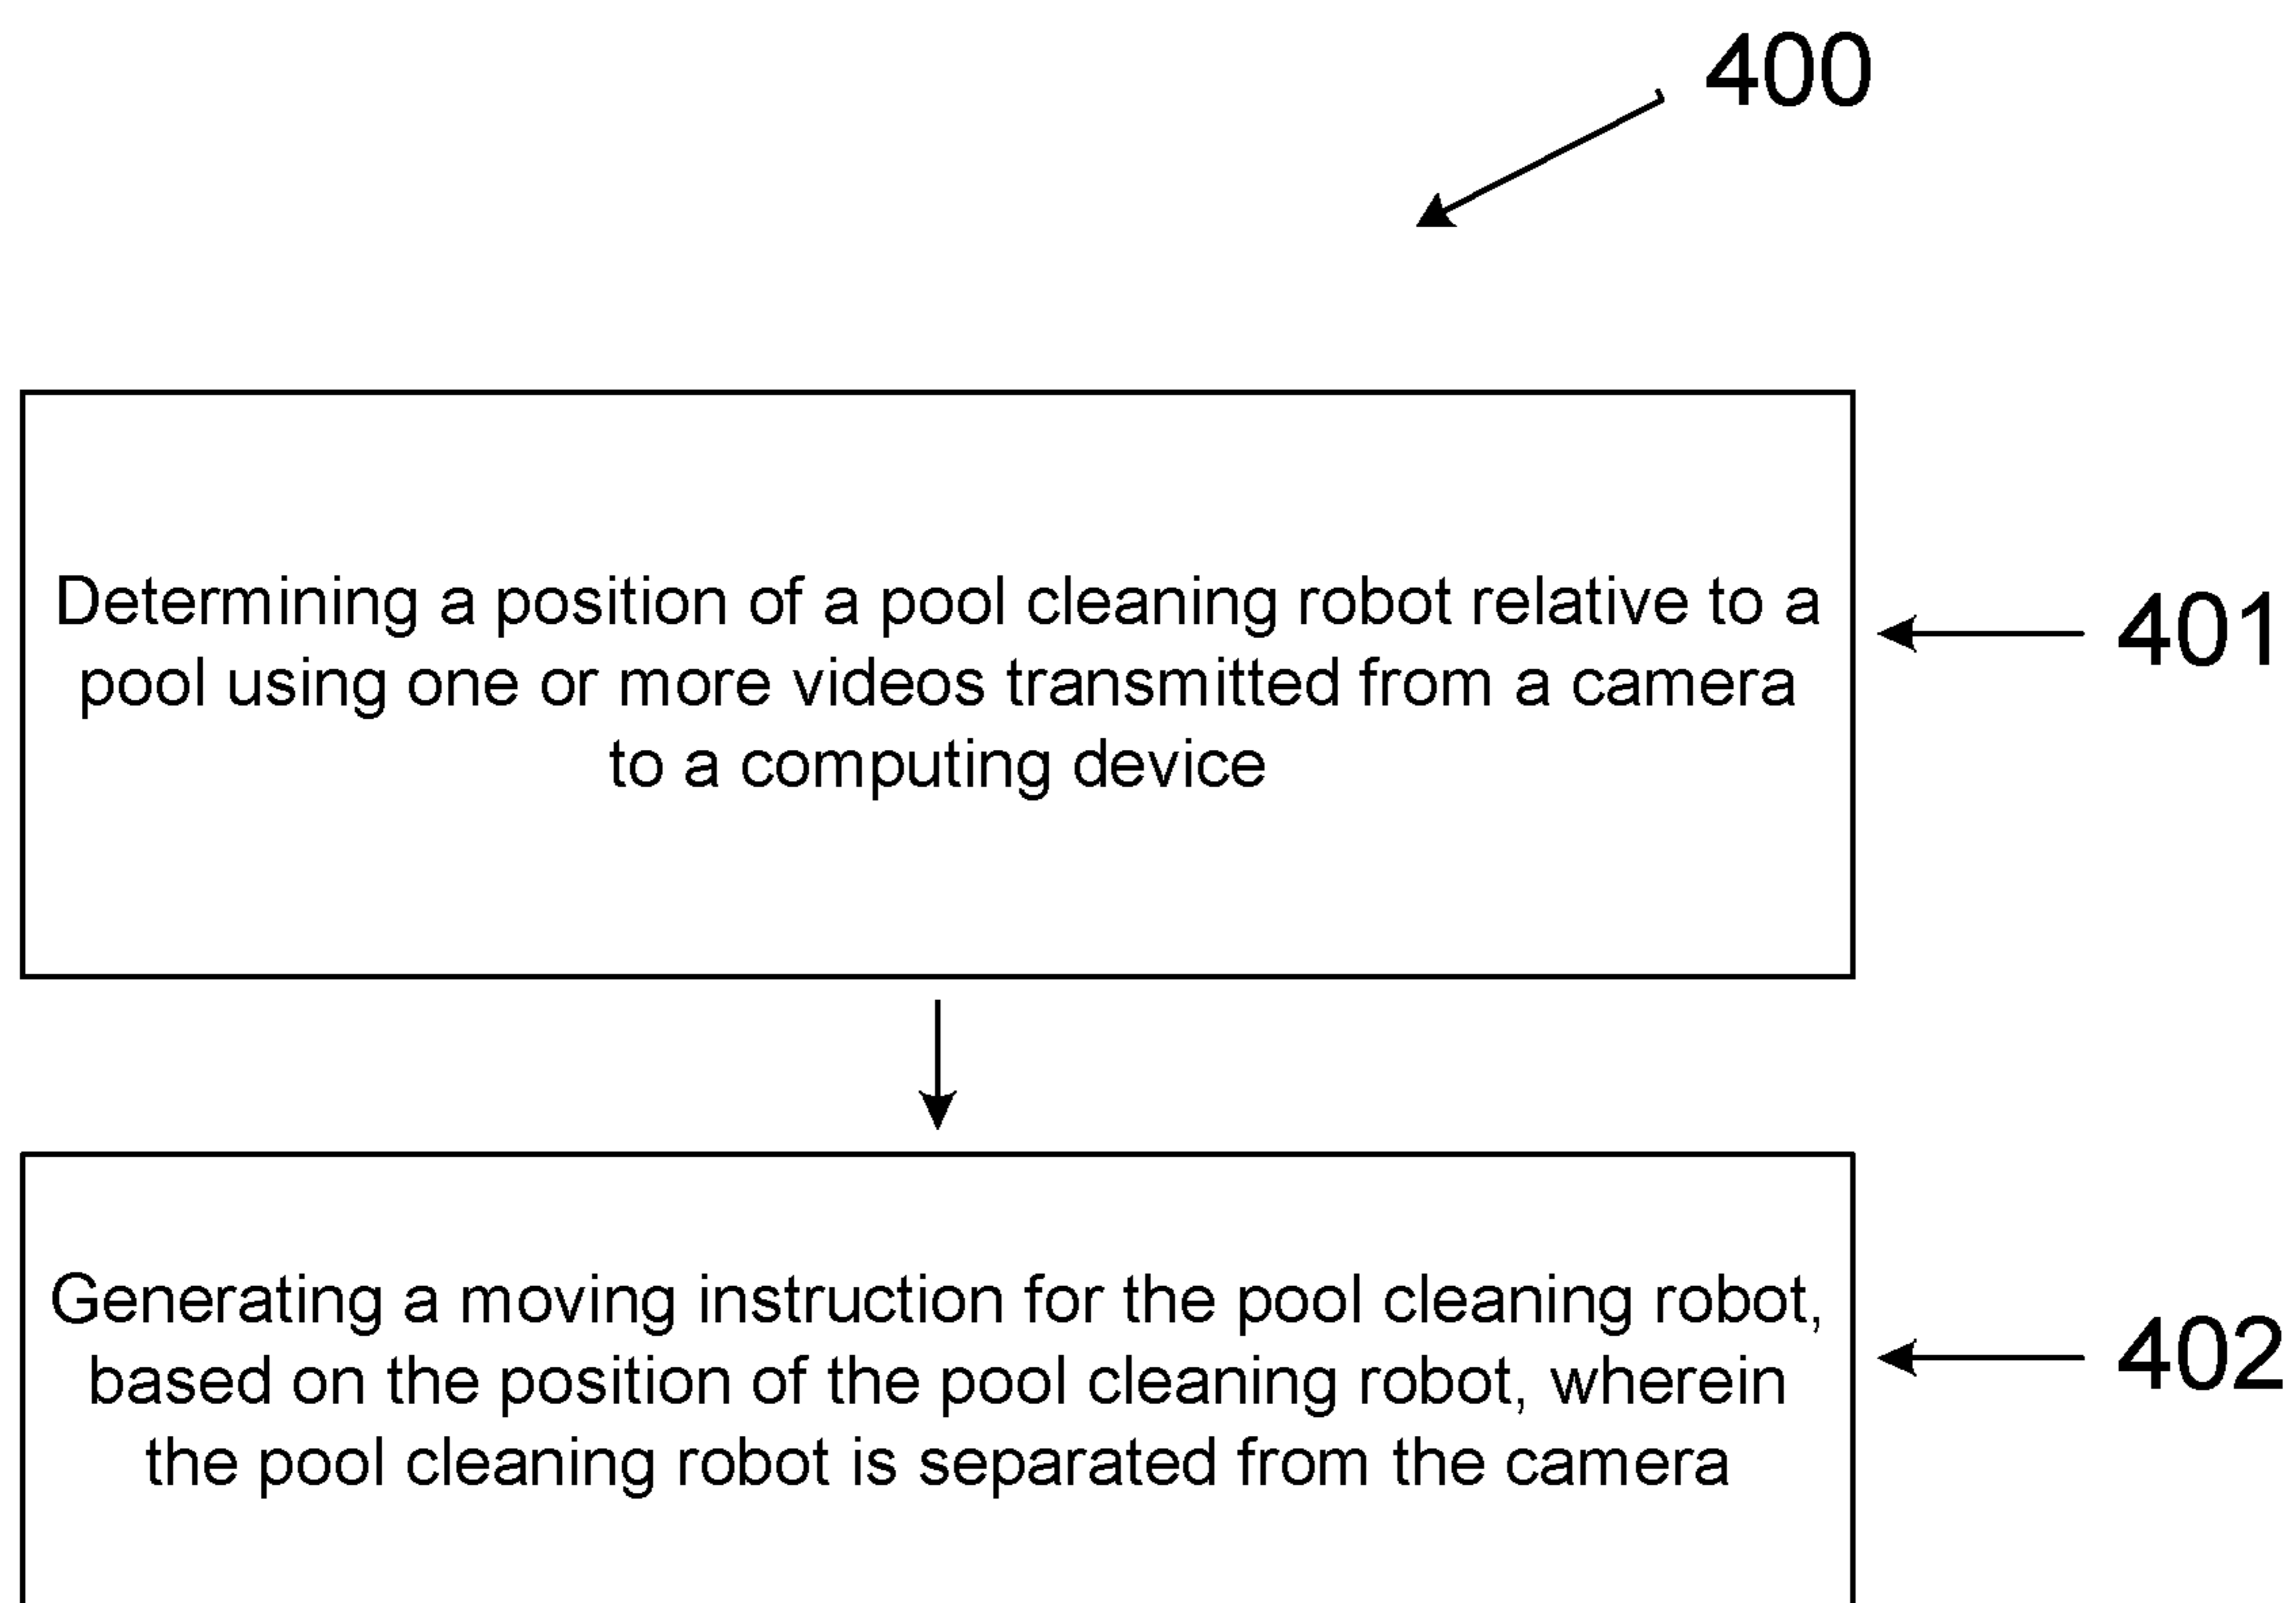 400
Determining a position of a pool cleaning robot relative to a
pool using one or more videos transmitted from a camera
to a computing device
401
Generating a moving instruction for the pool cleaning robot,
based on the position of the pool cleaning robot, wherein
the pool cleaning robot is separated from the camera
402